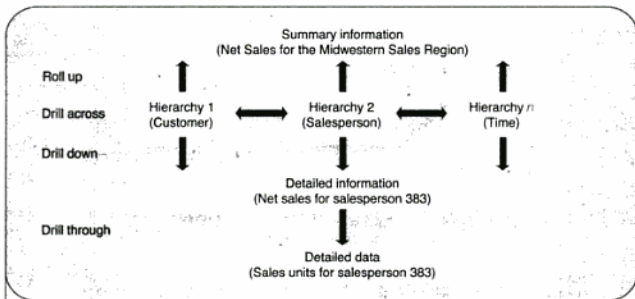 Summary information
(Net Sales for the Midwestern Sales Region)
Roll up
Drill across
Hierarchy 1
(Customer)
Hierarchy 2
(Salesperson)
Hierarchy n
(Time)
Drill down
Detailed information
(Net sales for salesperson 383)
Drill through
Detailed data
(Sales units for salesperson 383)